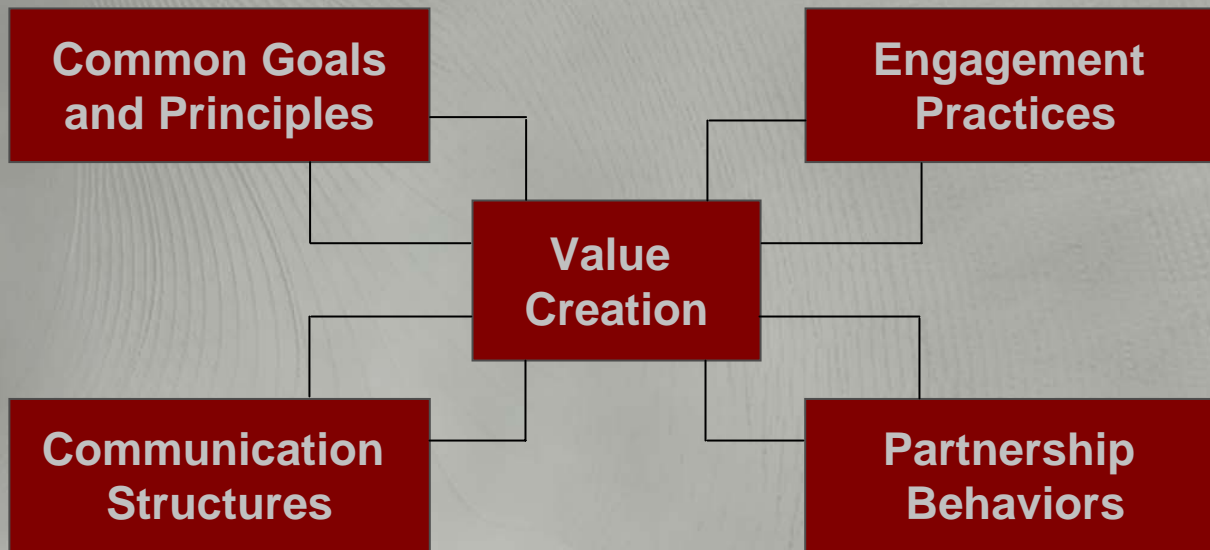 Common Goals
and Principles
Engagement
Practices
Value
Creation
Communication
Structures
Partnership
Behaviors